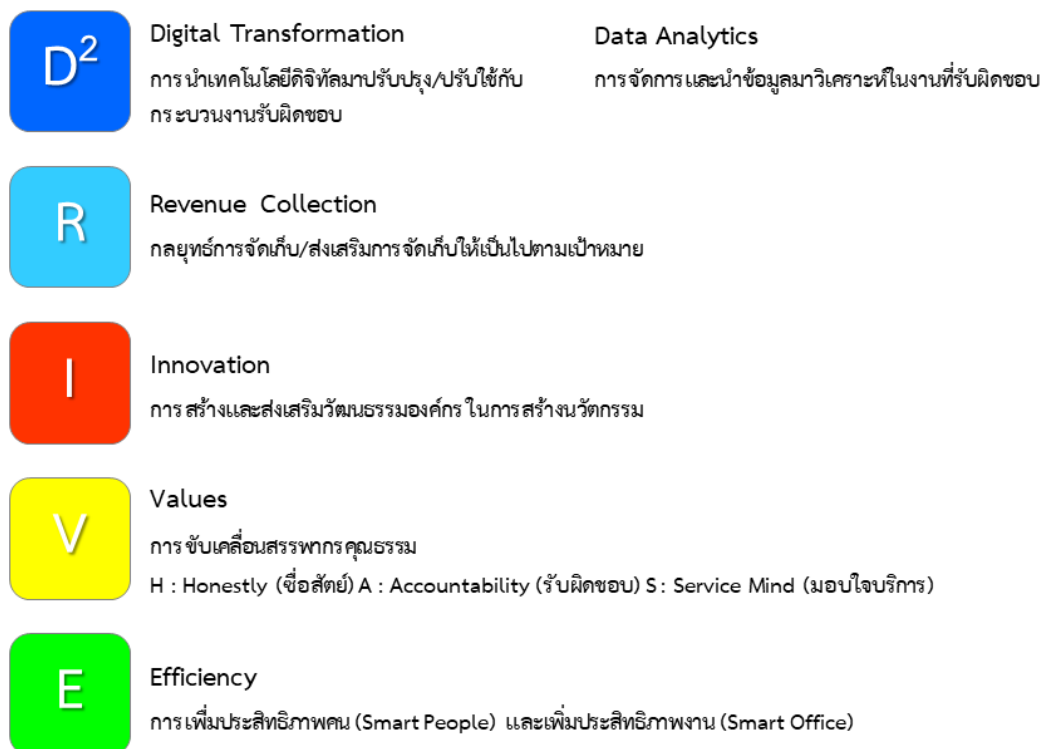 D²
Digital Transformation
การนำเทคโนโลยีดิจิทัลมาปรับปรุง/ปรับใช้กับ
กระบวนงานรับผิดชอบ
Data Analytics
การจัดการและนำข้อมูลมาวิเคราะห์ในงานที่รับผิดชอบ
R
Revenue Collection
กลยุทธ์การจัดเก็บ/ส่งเสริมการจัดเก็บให้เป็นไปตามเป้าหมาย
I
Innovation
การสร้างและส่งเสริมวัฒนธรรมองค์กรในการสร้างนวัตกรรม
V
Values
การขับเคลื่อนสรรพากรคุณธรรม
H : Honestly (ซื่อสัตย์) A : Accountability (รับผิดชอบ) S : Service Mind (มอบใจบริการ)
E
Efficiency
การเพิ่มประสิทธิภาพคน (Smart People) และเพิ่มประสิทธิภาพงาน (Smart Office)